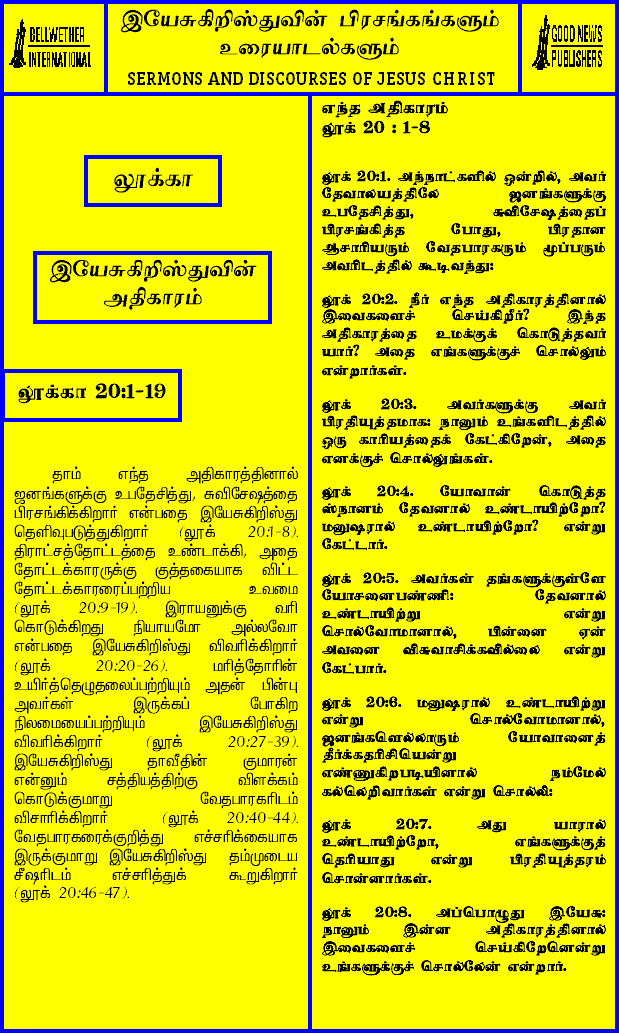 BELLWETHER
INTERNATIONAL
இயேசுகிறிஸ்துவின் பிரசங்கங்களும்
உரையாடல்களும்
SERMONS AND DISCOURSES OF JESUS CHRIST
GOOD NEWS
PUBLISHERS
லூக்கா
இயேசுகிறிஸ்துவின்
அதிகாரம்
லூக்கா 20:1-19
தாம் எந்த அதிகாரத்தினால்
ஜனங்களுக்கு உபதேசித்து, சுவிசேஷத்தை
பிரசங்கிக்கிறார் என்பதை இயேசுகிறிஸ்து
தெளிவுபடுத்துகிறார் (லூக் 20:1-8).
திராட்சத்தோட்டத்தை உண்டாக்கி, அதை
தோட்டக்காரருக்கு குத்தகையாக விட்ட
தோட்டக்காரரைப்பற்றிய உவமை
(லூக் 20:9-19). இராயனுக்கு வரி
கொடுக்கிறது நியாயமோ அல்லவோ
என்பதை இயேசுகிறிஸ்து விவரிக்கிறார்
(லூக் 20:20-26). மரித்தோரின்
உயிர்த்தெழுதலைப்பற்றியும் அதன் பின்பு
அவர்கள் இருக்கப் போகிற
நிலமையைப்பற்றியும் இயேசுகிறிஸ்து
விவரிக்கிறார் (லூக் 20:27-39).
இயேசுகிறிஸ்து தாவீதின் குமாரன்
என்னும் சத்தியத்திற்கு விளக்கம்
கொடுக்குமாறு வேதபாரகரிடம்
விசாரிக்கிறார் (லூக் 20:40-44).
வேதபாரகரைக்குறித்து எச்சரிக்கையாக
இருக்குமாறு இயேசுகிறிஸ்து தம்முடைய
சீஷரிடம் எச்சரித்துக் கூறுகிறார்
(லூக் 20:46-47).
எந்த அதிகாரம்
லூக் 20 : 1-8
லூக் 20:1. அந்நாட்களில் ஒன்றில், அவர்
தேவாலயத்திலே ஜனங்களுக்கு
உபதேசித்து, சுவிசேஷத்தைப்
பிரசங்கித்த போது, பிரதான
ஆசாரியரும் வேதபாரகரும் மூப்பரும்
அவரிடத்தில் கூடிவந்து:
லூக் 20:2. நீர் எந்த அதிகாரத்தினால்
இவைகளைச் செய்கிறீர்? இந்த
அதிகாரத்தை உமக்குக் கொடுத்தவர்
யார்? அதை எங்களுக்குச் சொல்லும்
என்றார்கள்.
லூக் 20:3. அவர்களுக்கு அவர்
பிரதியுத்தமாக: நானும் உங்களிடத்தில்
ஒரு காரியத்தைக் கேட்கிறேன், அதை
எனக்குச் சொல்லுங்கள்.
லூக் 20:4. யோவான் கொடுத்த
ஸ்நானம் தேவனால் உண்டாயிற்றோ?
மனுஷரால் உண்டாயிற்றோ? என்று
கேட்டார்.
லூக் 20:5. அவர்கள் தங்களுக்குள்ளே
யோசனைபண்ணி: தேவனால்
உண்டாயிற்று என்று
சொல்வோமானால், பின்னை ஏன்
அவனை விசுவாசிக்கவில்லை என்று
கேட்பார்.
லூக் 20:6. மனுஷரால் உண்டாயிற்று
என்று சொல்வோமானால்,
ஜனங்களெல்லாரும் யோவானைத்
தீர்க்கதரிசியென்று
எண்ணுகிறபடியினால் நம்மேல்
கல்லெறிவார்கள் என்று சொல்லி:
லூக் 20:7. அது யாரால்
உண்டாயிற்றோ, எங்களுக்குத்
தெரியாது என்று பிரதியுத்தரம்
சொன்னார்கள்.
லூக் 20:8. அப்பொழுது இயேசு:
நானும் இன்ன அதிகாரத்தினால்
இவைகளைச் செய்கிறேனென்று
உங்களுக்குச் சொல்லேன் என்றார்.